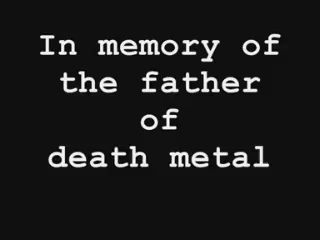 In memory of
the father
of
death metal